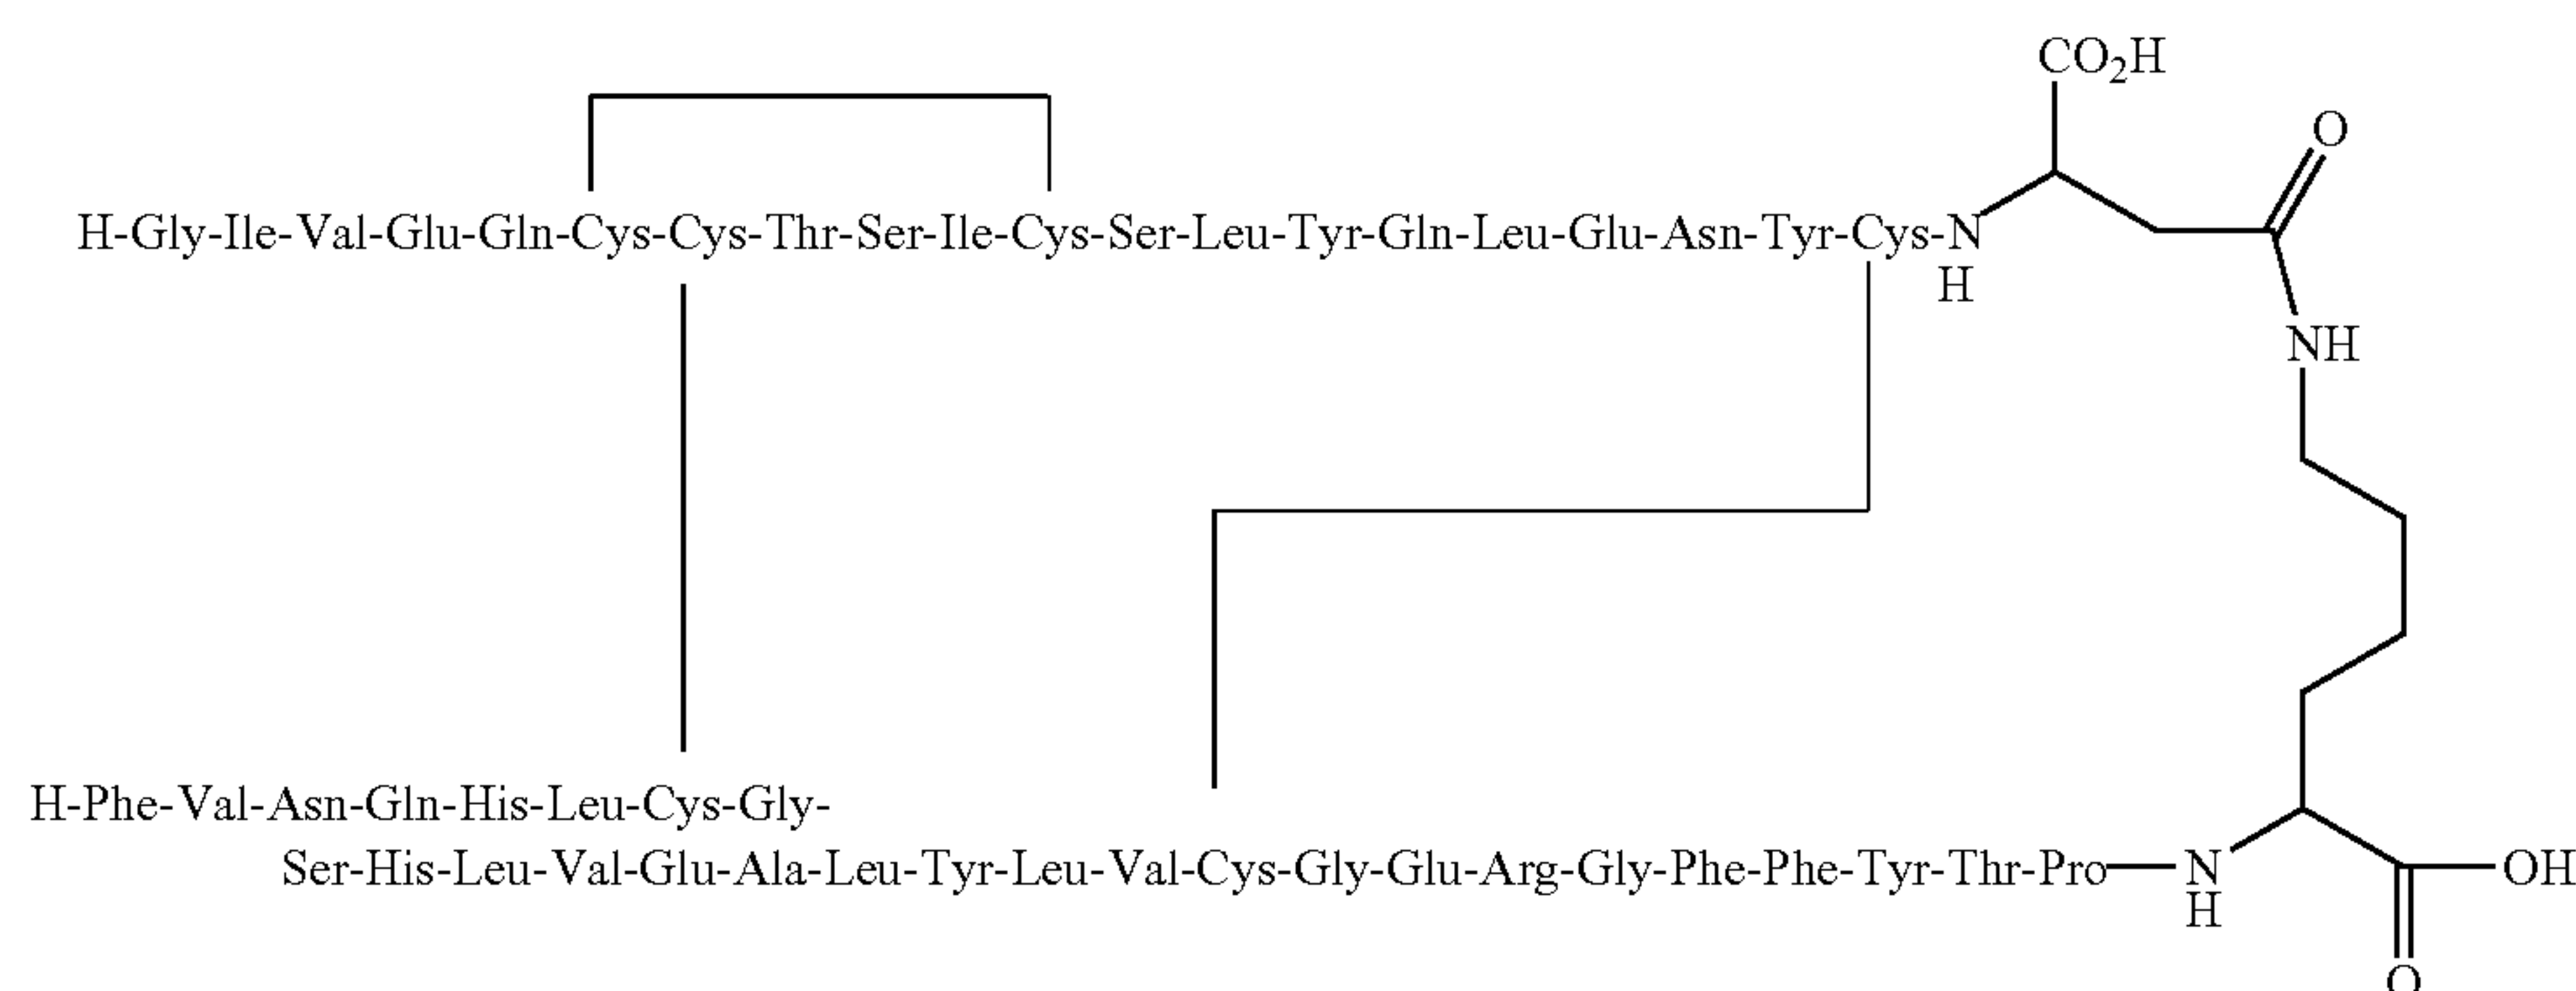 CO2H
O
H-Gly-Ile-Val-Glu-Gln-Cys-Cys-Thr-Ser-Ile-Cys-Ser-Leu-Tyr-Gln-Leu-Glu-Asn-Tyr-Cys-N
H
NH
H-Phe-Val-Asn-Gln-His-Leu-Cys-Gly-
Ser-His-Leu-Val-Glu-Ala-Leu-Tyr-Leu-Val-Cys-Gly-Glu-Arg-Gly-Phe-Phe-Tyr-Thr-Pro—N OH
H
O